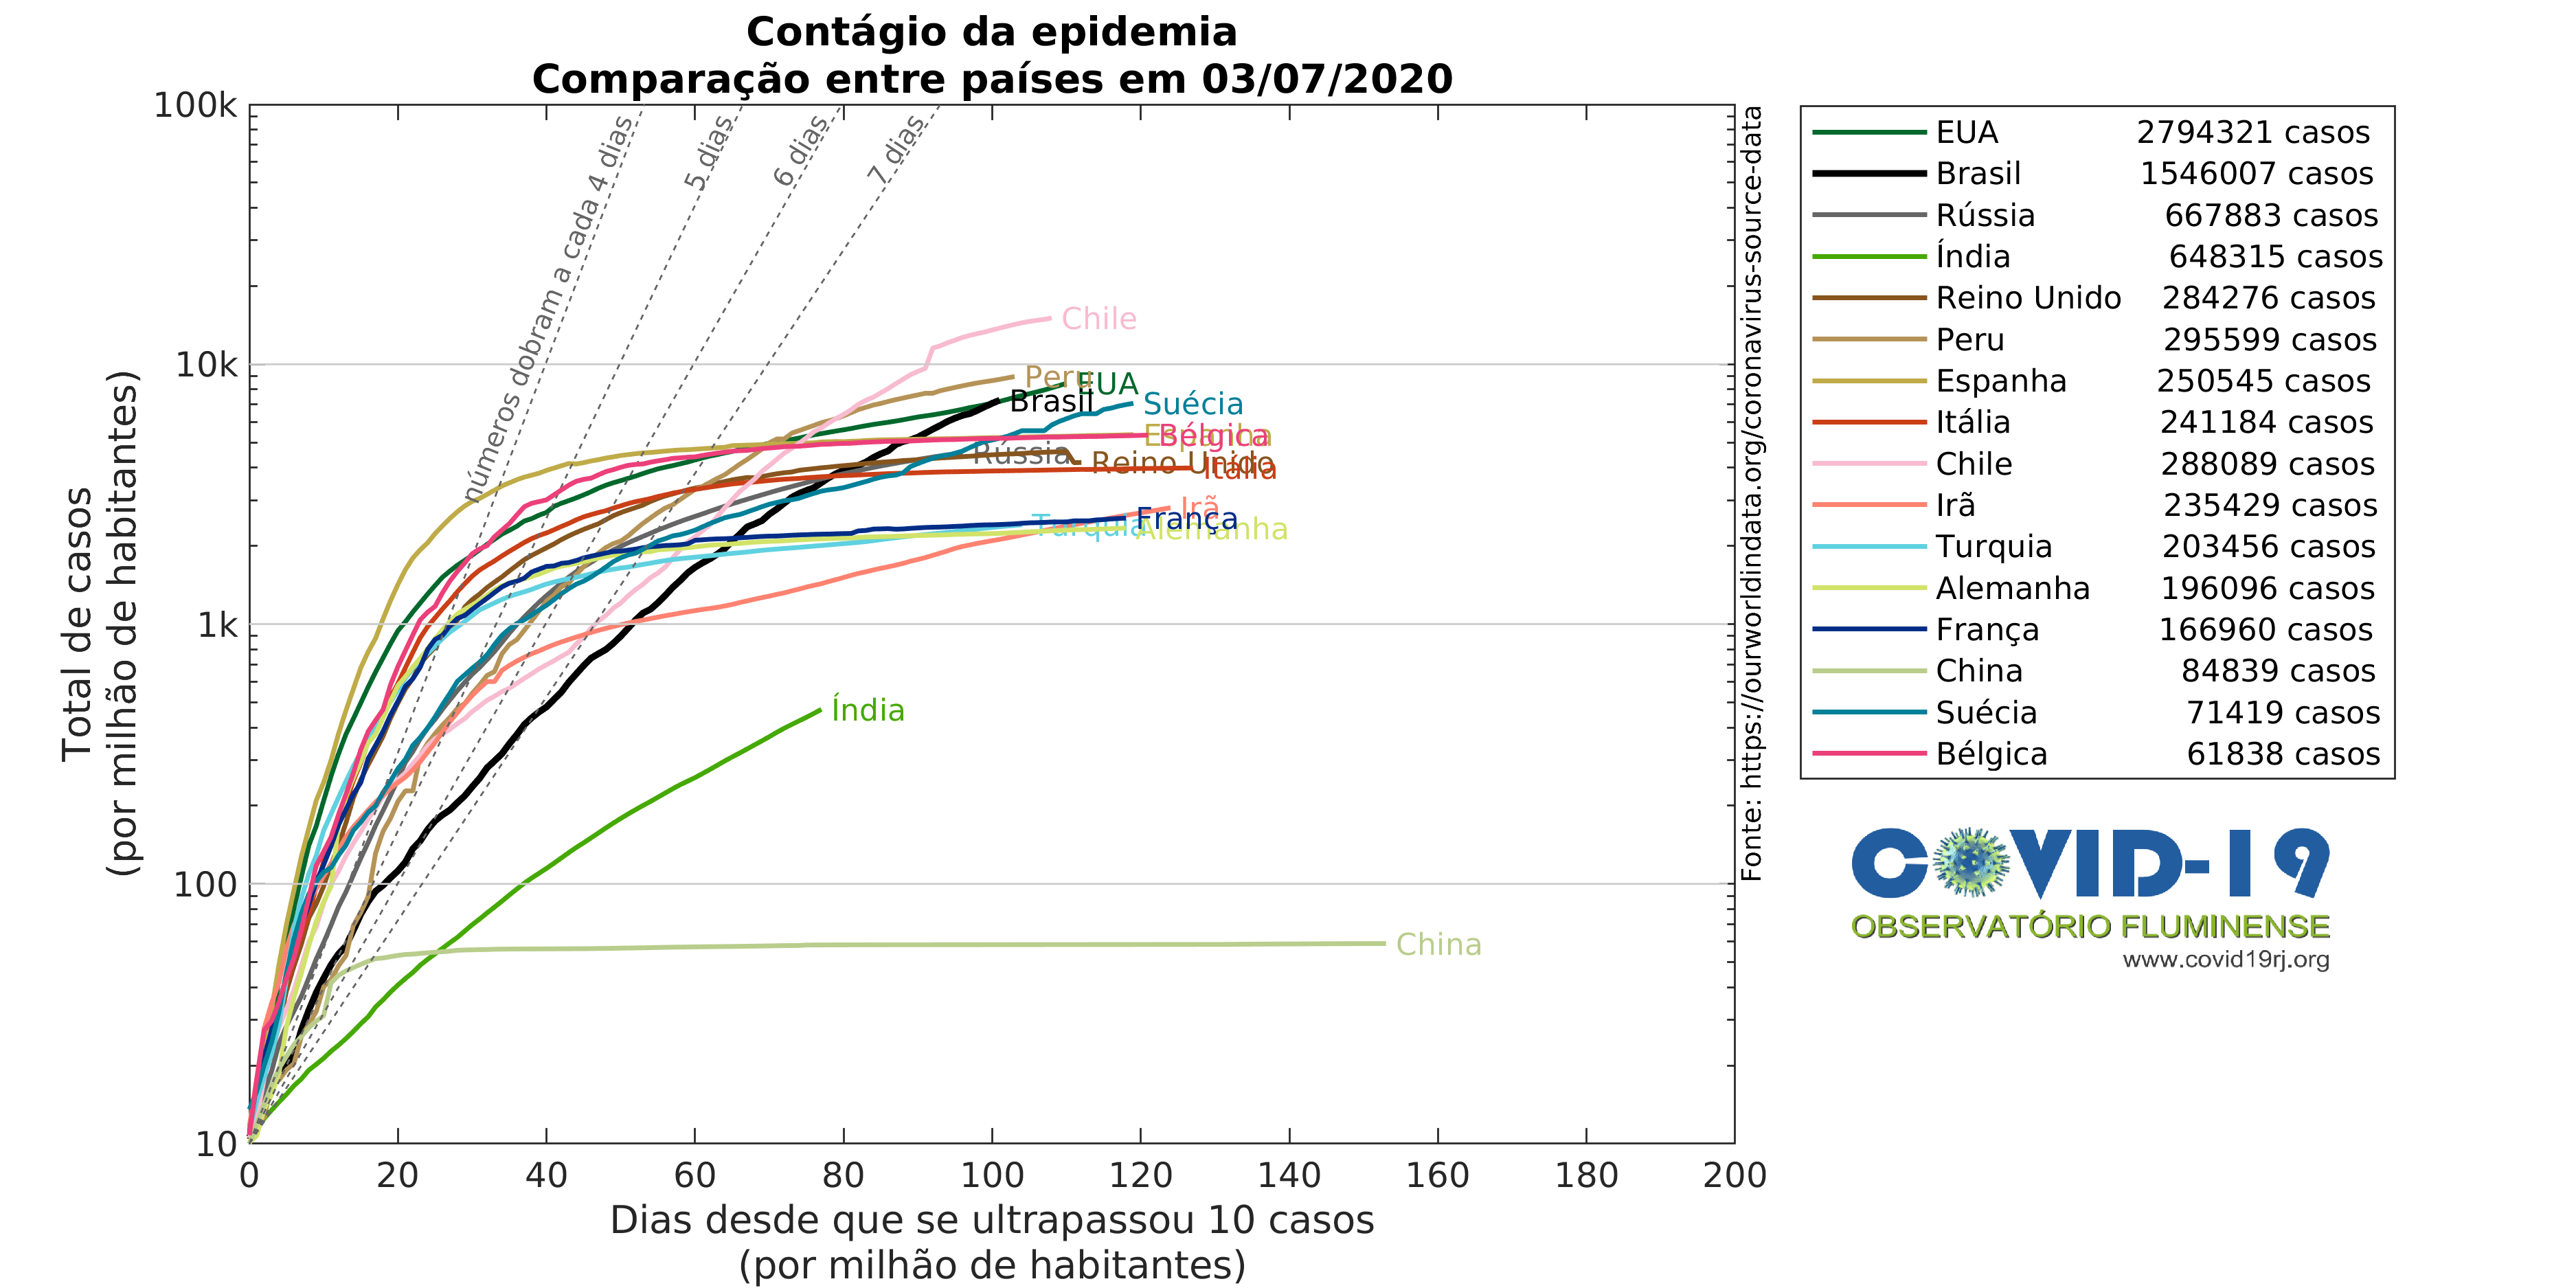 Contágio da epidemia
Comparação entre países em 03/07/2020
Total de casos
(por milhão de habitantes)
100k
10k
1k
100
10
números dobram a cada 4 dias
5 dias
6 dias
7 dias
Chile
Peru
EUA
Brasil
Suécia
Espanha
Bélgica
Rússia
Reino Unido
Itália
Irã
Turquia
França
Alemanha
Índia
China
0 20 40 60 80 100 120 140 160 180 200
Dias desde que se ultrapassou 10 casos
(por milhão de habitantes)
Fonte: https://ourworldindata.org/coronavirus-source-data
EUA 2794321 casos
Brasil 1546007 casos
Rússia 667883 casos
Índia 648315 casos
Reino Unido 284276 casos
Peru 295599 casos
Espanha 250545 casos
Itália 241184 casos
Chile 288089 casos
Irã 235429 casos
Turquia 203456 casos
Alemanha 196096 casos
França 166960 casos
China 84839 casos
Suécia 71419 casos
Bélgica 61838 casos
COVID-19
OBSERVATÓRIO FLUMINENSE
www.covid19rj.org